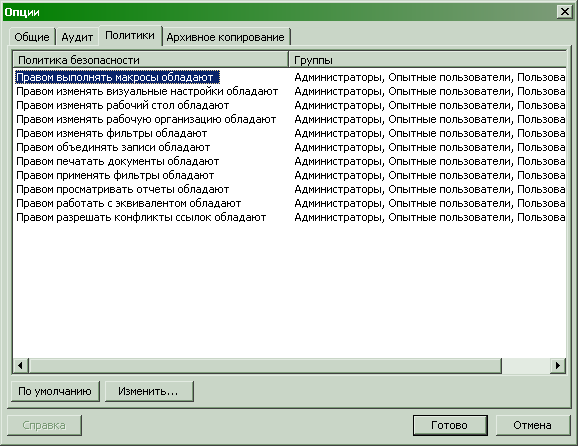 Опции
Общие Аудит Политики Архивное копирование
Политика безопасности Группы
Правом выполнять макросы обладают Администраторы, Опытные пользователи, Пользова
Правом изменять визуальные настройки обладают Администраторы, Опытные пользователи, Пользова
Правом изменять рабочий стол обладают Администраторы, Опытные пользователи, Пользова
Правом изменять рабочую организацию обладают Администраторы, Опытные пользователи, Пользова
Правом изменять фильтры обладают Администраторы, Опытные пользователи, Пользова
Правом объединять записи обладают Администраторы, Опытные пользователи, Пользова
Правом печатать документы обладают Администраторы, Опытные пользователи, Пользова
Правом применять фильтры обладают Администраторы, Опытные пользователи, Пользова
Правом просматривать отчеты обладают Администраторы, Опытные пользователи, Пользова
Правом работать с эквивалентом обладают Администраторы, Опытные пользователи, Пользова
Правом разрешать конфликты ссылок обладают Администраторы, Опытные пользователи, Пользова
По умолчанию Изменить...
Справка Готово Отмена